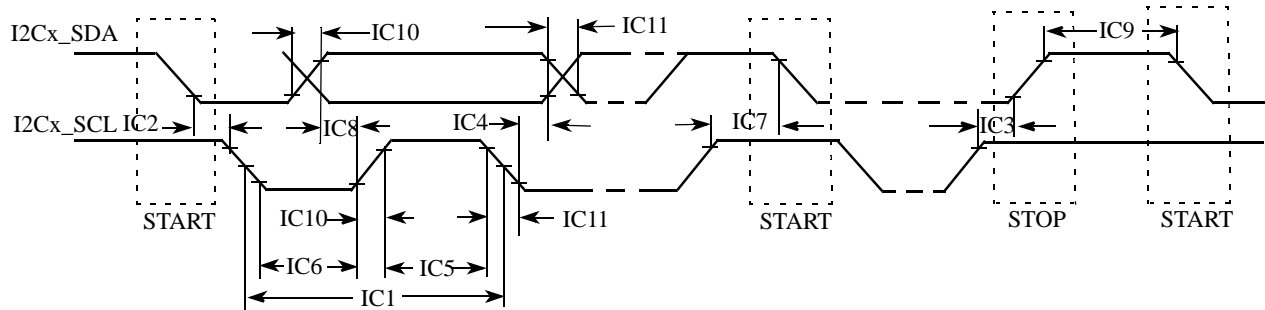 I2Cx_SDA
IC10
IC11
IC9
I2Cx_SCL
IC2
IC8
IC4
IC7
IC3
START
IC10
IC11
START
STOP
START
IC6
IC5
IC1